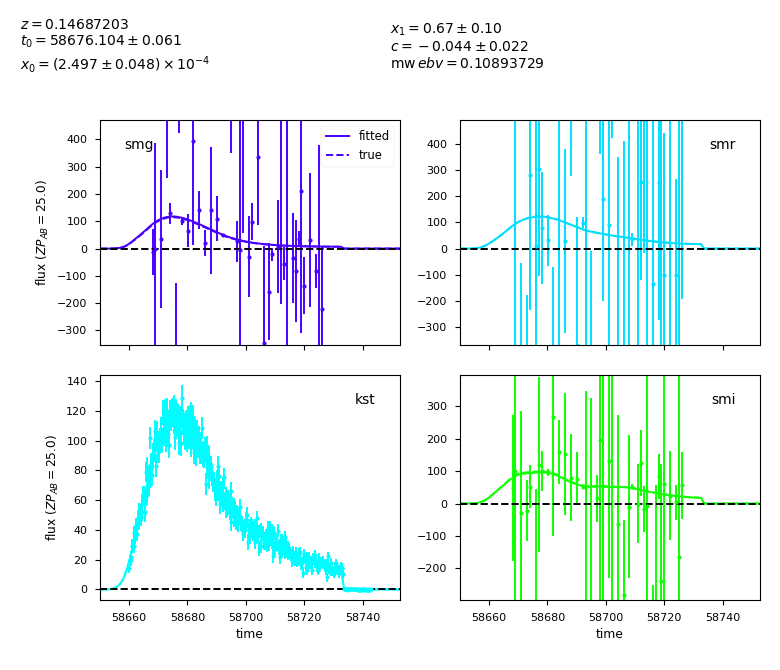 z = 0.14687203
t₀ = 58676.104 ± 0.061
x₀ = (2.497 ± 0.048) × 10⁻⁴
x₁ = 0.67 ± 0.10
c = −0.044 ± 0.022
mw ebv = 0.10893729
smg
fitted
true
flux (ZP_AB = 25.0)
400
300
200
100
0
−100
−200
−300
smr
400
300
200
100
0
−100
−200
−300
kst
flux (ZP_AB = 25.0)
140
120
100
80
60
40
20
0
58660 58680 58700 58720 58740
time
smi
300
200
100
0
−100
−200
58660 58680 58700 58720 58740
time